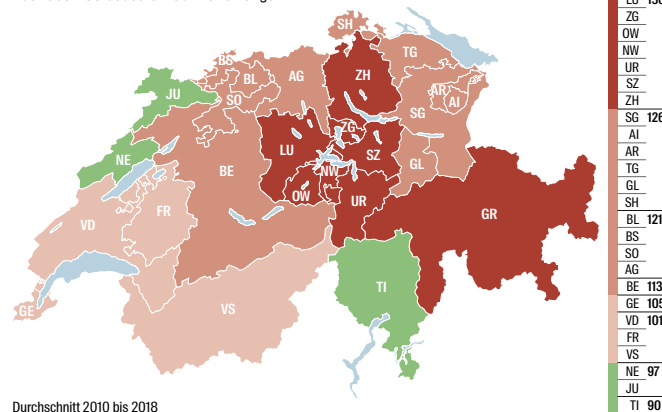 SH
TG
BS
BL
AG
ZH
JU
SO
AR
AI
SG
ZG
NE
LU
SZ
BE
NW
GL
OW
UR
FR
VD
GR
TI
VS
GE
Durchschnitt 2010 bis 2018
ZG
OW
NW
UR
SZ
ZH
SG 126
AI
AR
TG
GL
SH
BL 121
BS
SO
AG
BE 113
GE 105
VD 101
FR
VS
NE 97
JU
TI 90